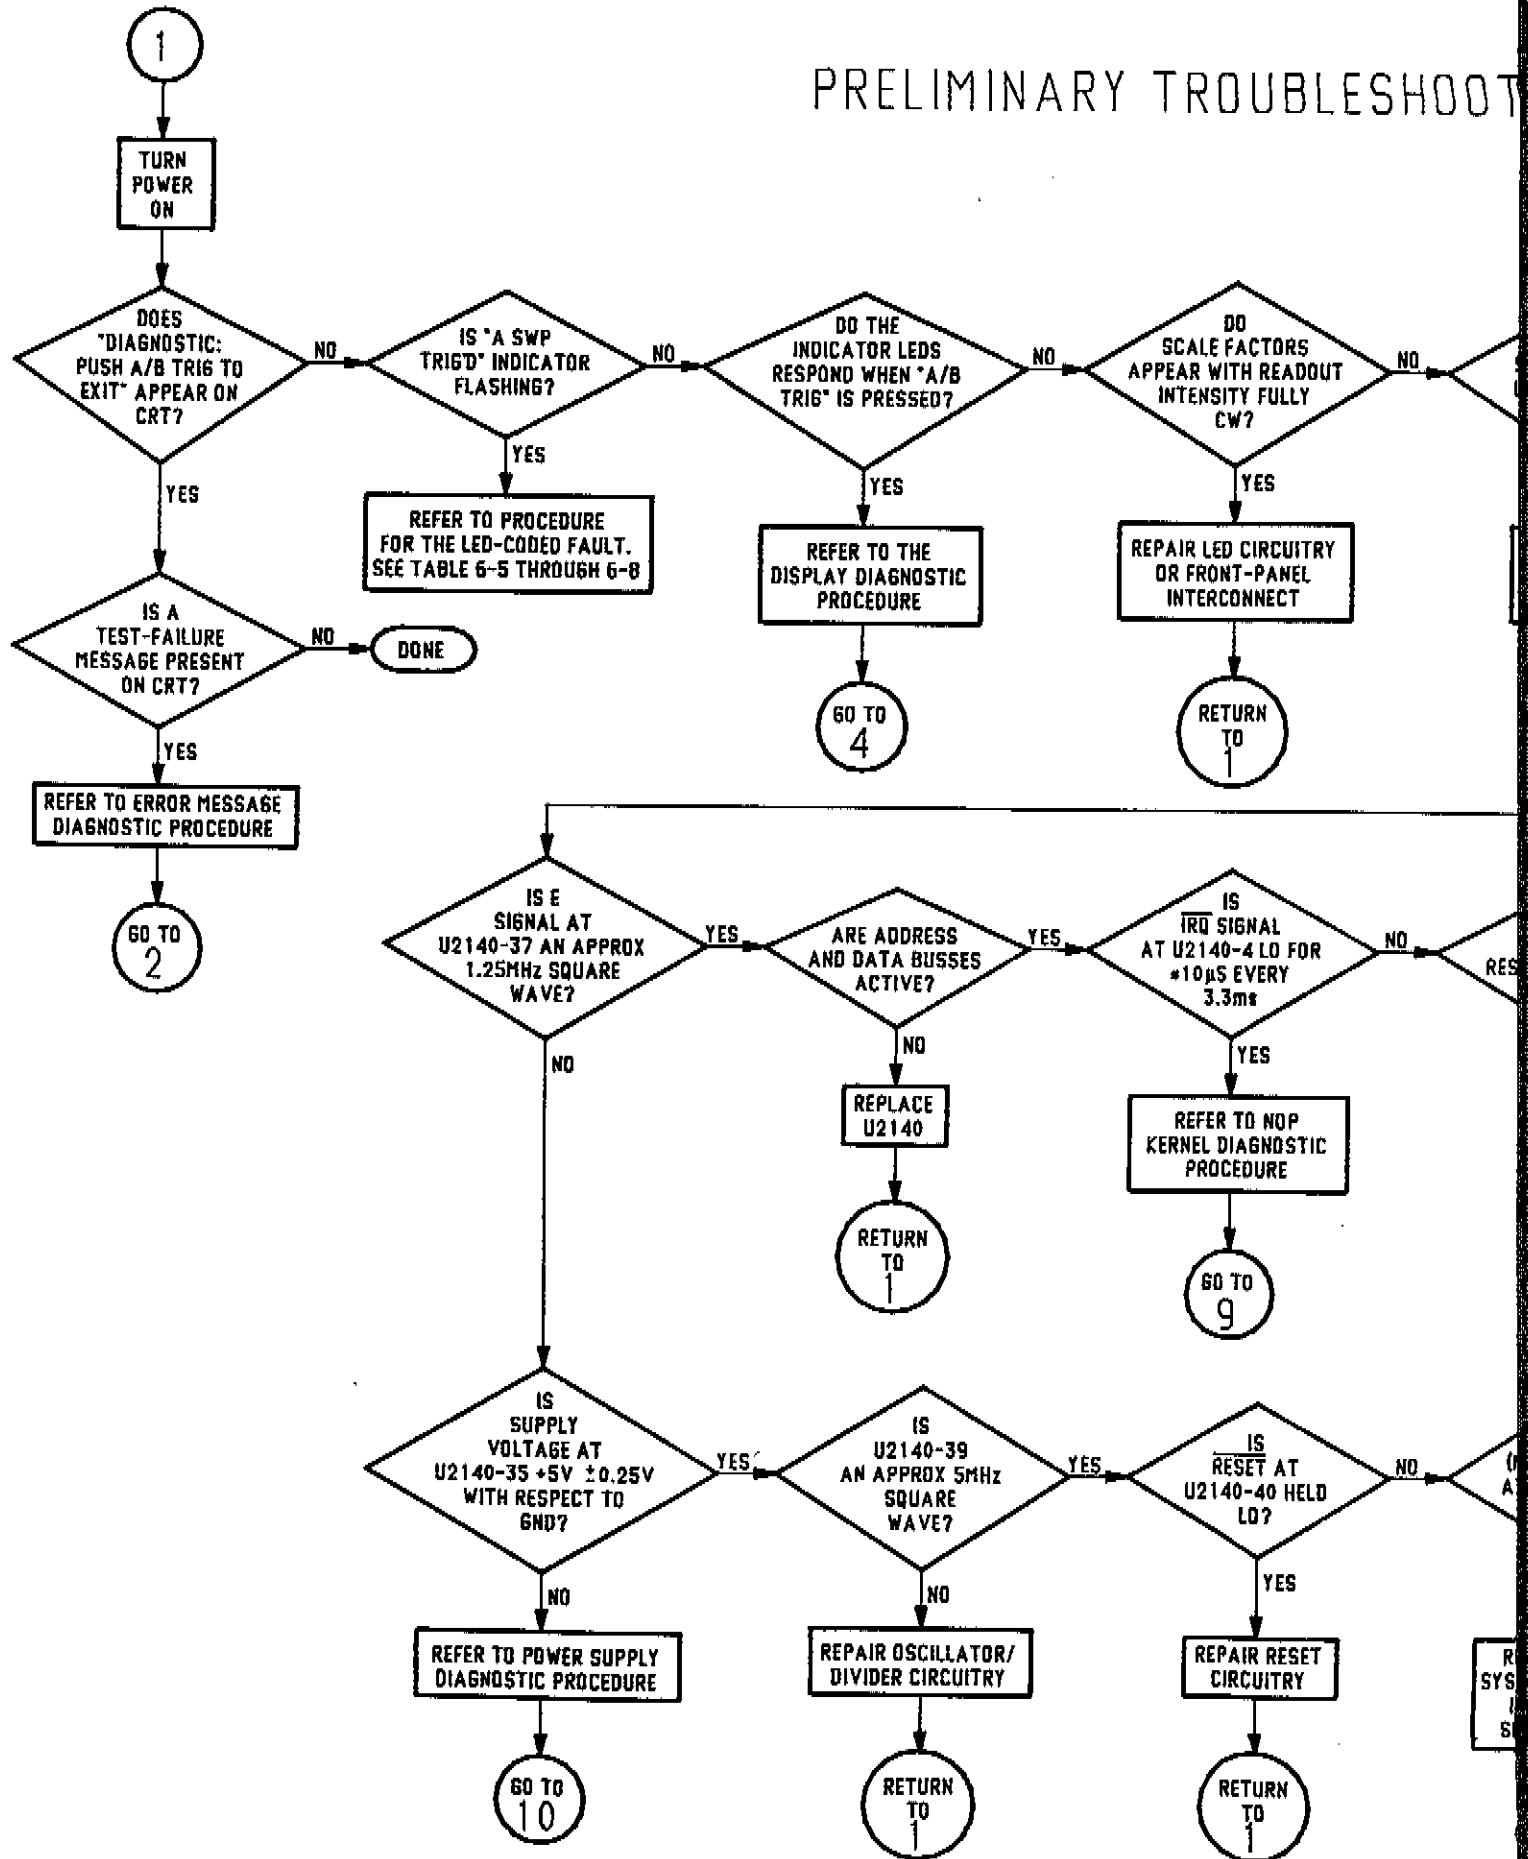 1
PRELIMINARY TROUBLESHOOT
TURN
POWER
ON
DOES
"DIAGNOSTIC:
PUSH A/B TRIG TO
EXIT" APPEAR ON
CRT?
NO
IS "A SWP
TRIG'D" INDICATOR
FLASHING?
NO
DO THE
INDICATOR LEDS
RESPOND WHEN "A/B
TRIG" IS PRESSED?
NO
DO
SCALE FACTORS
APPEAR WITH READOUT
INTENSITY FULLY
CW?
NO
YES
YES
YES
YES
REFER TO PROCEDURE
FOR THE LED-CODED FAULT.
SEE TABLE 6-5 THROUGH 6-8
REFER TO THE
DISPLAY DIAGNOSTIC
PROCEDURE
REPAIR LED CIRCUITRY
OR FRONT-PANEL
INTERCONNECT
IS A
TEST-FAILURE
MESSAGE PRESENT
ON CRT?
NO
DONE
GO TO
4
RETURN
TO
1
YES
REFER TO ERROR MESSAGE
DIAGNOSTIC PROCEDURE
GO TO
2
IS E
SIGNAL AT
U2140-37 AN APPROX
1.25MHz SQUARE
WAVE?
YES
ARE ADDRESS
AND DATA BUSSES
ACTIVE?
YES
IS
IRQ SIGNAL
AT U2140-4 LO FOR
≈10µS EVERY
3.3ms
NO
RES
NO
NO
YES
REPLACE
U2140
REFER TO NOP
KERNEL DIAGNOSTIC
PROCEDURE
RETURN
TO
1
GO TO
9
IS
SUPPLY
VOLTAGE AT
U2140-35 +5V ±0.25V
WITH RESPECT TO
GND?
YES
IS
U2140-39
AN APPROX 5MHz
SQUARE
WAVE?
YES
IS
RESET AT
U2140-40 HELD
LO?
NO
NO
NO
YES
REFER TO POWER SUPPLY
DIAGNOSTIC PROCEDURE
REPAIR OSCILLATOR/
DIVIDER CIRCUITRY
REPAIR RESET
CIRCUITRY
SYS
GO TO
10
RETURN
TO
1
RETURN
TO
1